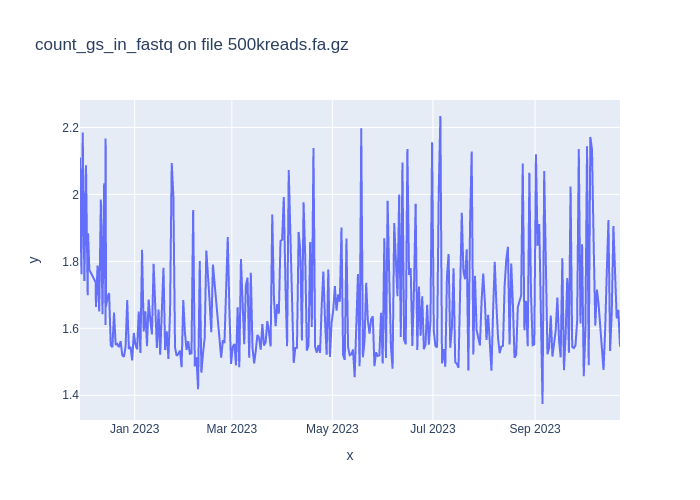 count_gs_in_fastq on file 500kreads.fa.gz
2.2
2
1.8
1.6
1.4
y
Jan 2023 Mar 2023 May 2023 Jul 2023 Sep 2023
x